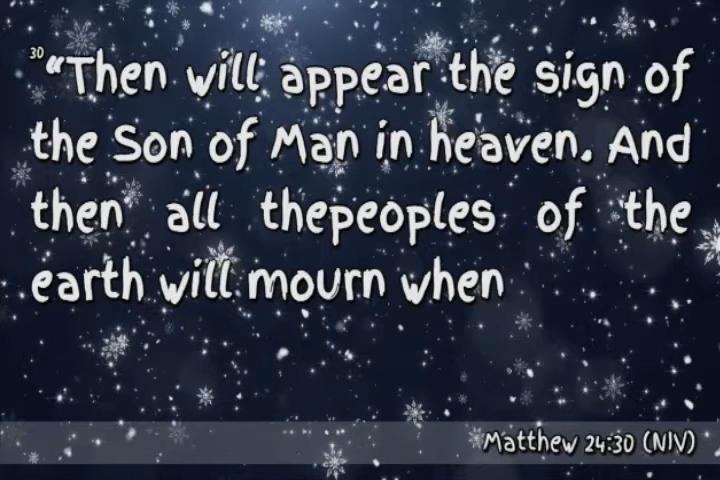 30 “Then will appear the sign of
the Son of Man in heaven. And
then all thepeoples of the
earth will mourn when
Matthew 24:30 (NIV)